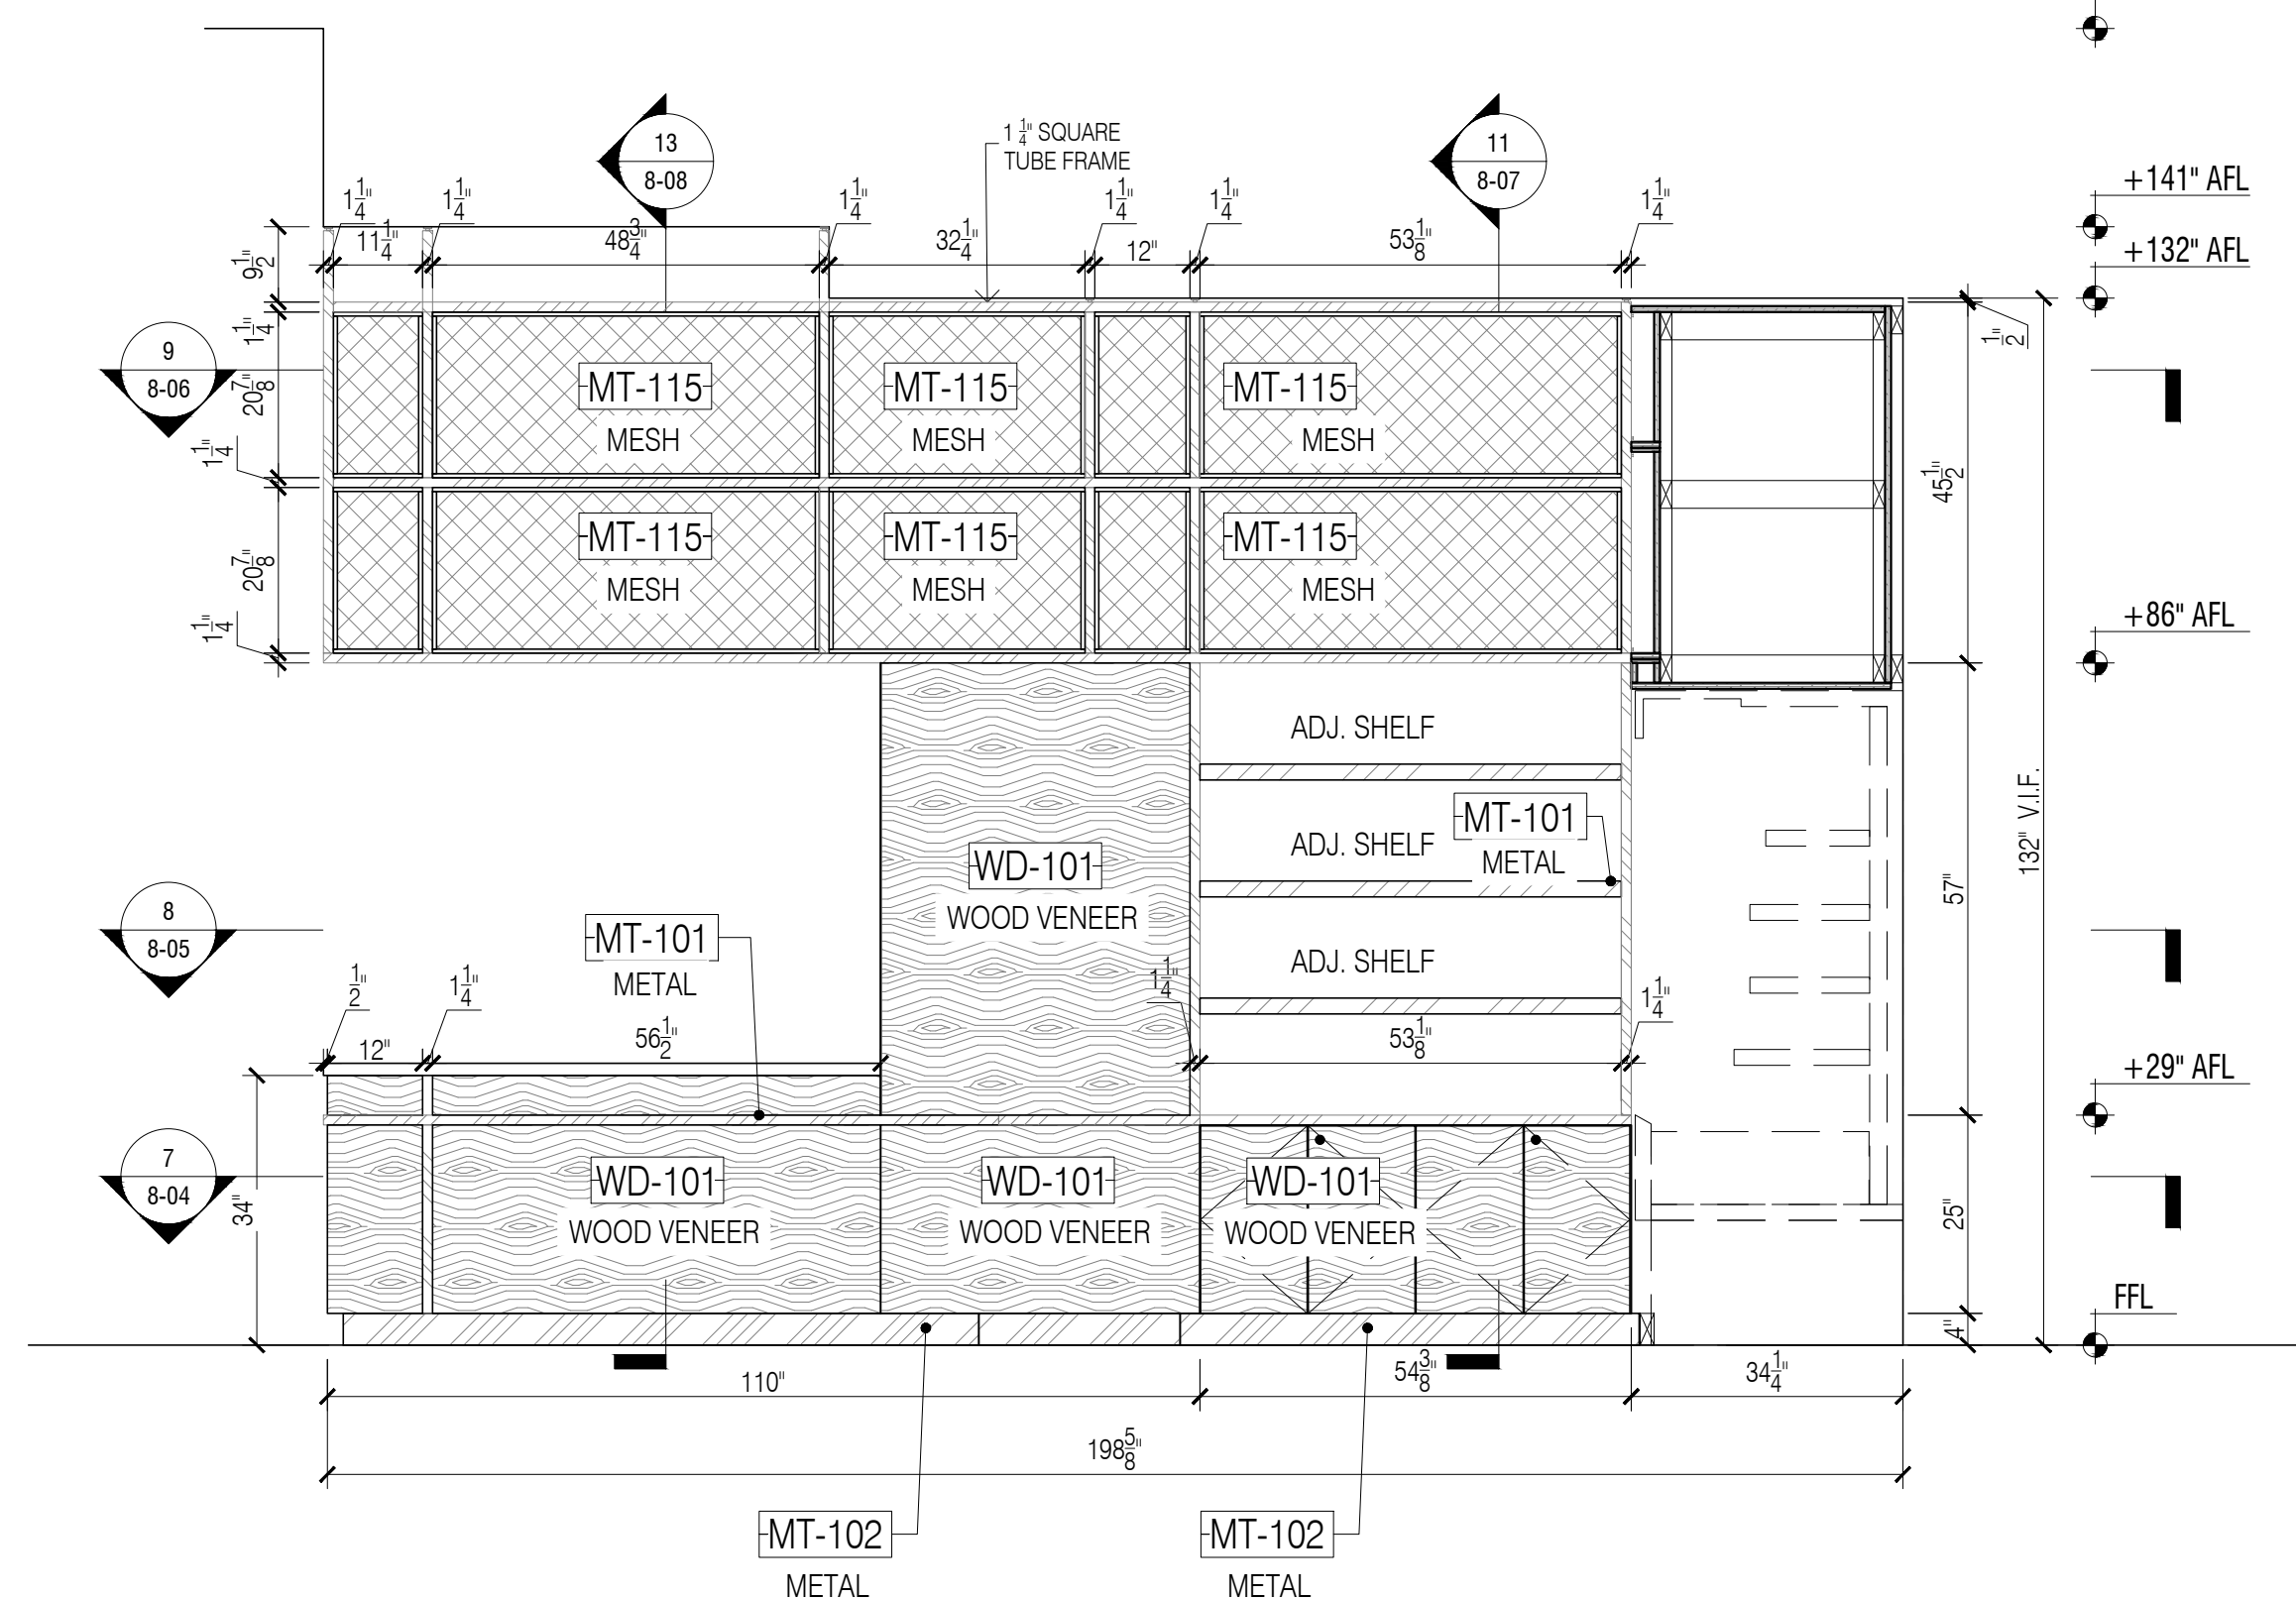 13
8-08
11
8-07
1 1/4" SQUARE
TUBE FRAME
+141" AFL
1 1/4"
1 1/4"
1 1/4"
1 1/4"
1 1/4"
1 1/4"
11 1/4"
48 3/4"
32 1/4"
12"
53 1/8"
+132" AFL
9 1/2"
1 1/4"
1/2"
9
8-06
20 7/8"
MT-115
MESH
MT-115
MESH
MT-115
MESH
1 1/4"
45 1/2"
20 7/8"
MT-115
MESH
MT-115
MESH
MT-115
MESH
1 1/4"
+86" AFL
ADJ. SHELF
MT-101
METAL
ADJ. SHELF
132" V.I.F.
WD-101
WOOD VENEER
57"
8
8-05
MT-101
METAL
ADJ. SHELF
1/2"
1 1/4"
1 1/4"
1 1/4"
12"
56 1/2"
53 1/8"
+29" AFL
7
8-04
34"
WD-101
WOOD VENEER
WD-101
WOOD VENEER
WD-101
WOOD VENEER
25"
FFL
4"
110"
54 3/8"
34 1/4"
198 5/8"
MT-102
METAL
MT-102
METAL